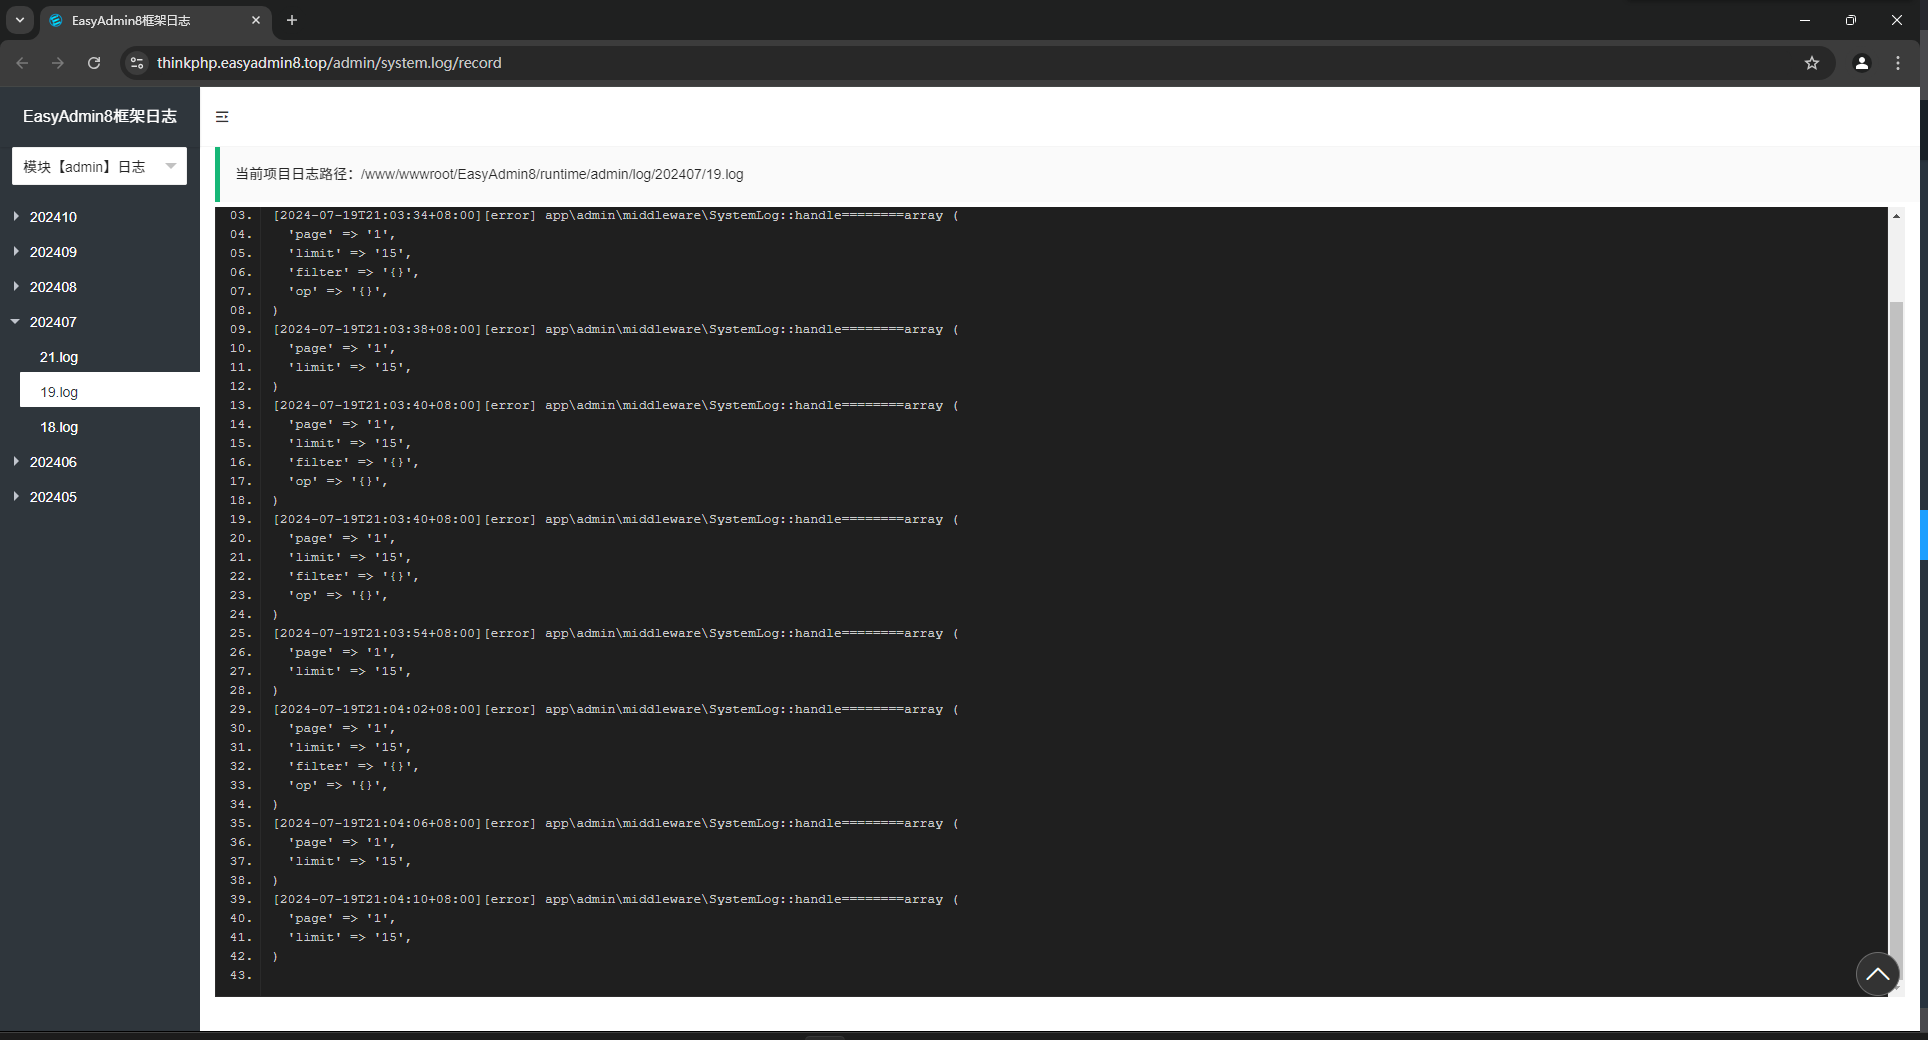 EasyAdmin8框架日志
thinkphp.easyadmin8.top/admin/system.log/record
EasyAdmin8框架日志
模块【admin】日志
202410
202409
202408
202407
21.log
19.log
18.log
202406
202405
当前项目日志路径：/www/wwwroot/EasyAdmin8/runtime/admin/log/202407/19.log
03. [2024-07-19T21:03:34+08:00][error] app\admin\middleware\SystemLog::handle========array (
04. 'page' => '1',
05. 'limit' => '15',
06. 'filter' => '{}',
07. 'op' => '{}',
08. )
09. [2024-07-19T21:03:38+08:00][error] app\admin\middleware\SystemLog::handle========array (
10. 'page' => '1',
11. 'limit' => '15',
12. )
13. [2024-07-19T21:03:40+08:00][error] app\admin\middleware\SystemLog::handle========array (
14. 'page' => '1',
15. 'limit' => '15',
16. 'filter' => '{}',
17. 'op' => '{}',
18. )
19. [2024-07-19T21:03:40+08:00][error] app\admin\middleware\SystemLog::handle========array (
20. 'page' => '1',
21. 'limit' => '15',
22. 'filter' => '{}',
23. 'op' => '{}',
24. )
25. [2024-07-19T21:03:54+08:00][error] app\admin\middleware\SystemLog::handle========array (
26. 'page' => '1',
27. 'limit' => '15',
28. )
29. [2024-07-19T21:04:02+08:00][error] app\admin\middleware\SystemLog::handle========array (
30. 'page' => '1',
31. 'limit' => '15',
32. 'filter' => '{}',
33. 'op' => '{}',
34. )
35. [2024-07-19T21:04:06+08:00][error] app\admin\middleware\SystemLog::handle========array (
36. 'page' => '1',
37. 'limit' => '15',
38. )
39. [2024-07-19T21:04:10+08:00][error] app\admin\middleware\SystemLog::handle========array (
40. 'page' => '1',
41. 'limit' => '15',
42. )
43.